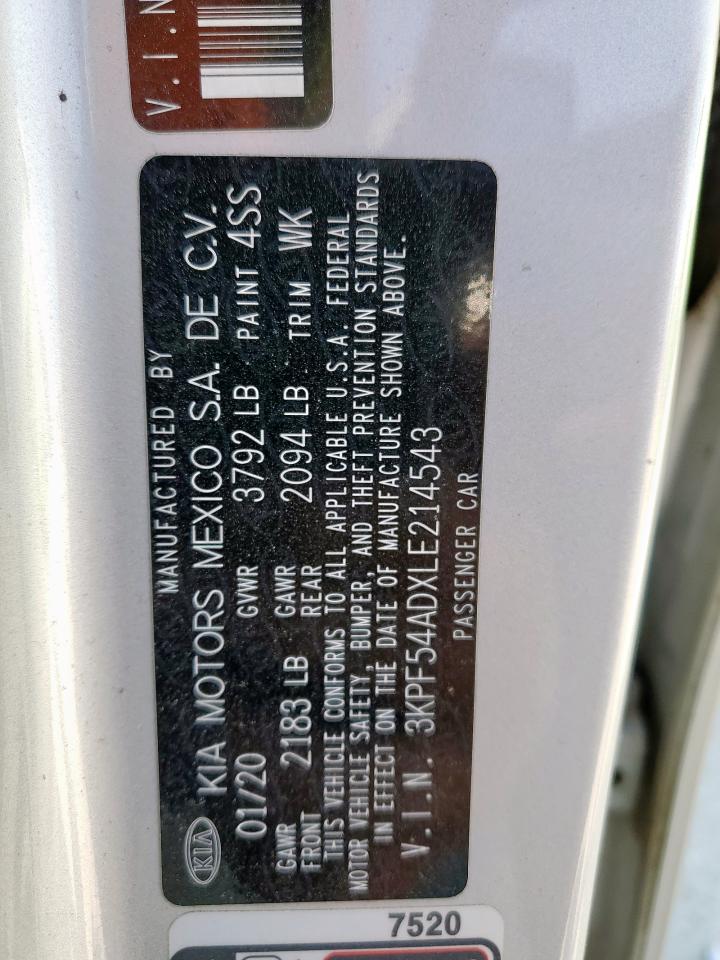 V.I.N
MANUFACTURED BY
KIA KIA MOTORS MEXICO S.A. DE C.V.
01/20 GVWR 3792 LB PAINT 4SS
GAWR FRONT 2183 LB GAWR REAR 2094 LB TRIM WK
THIS VEHICLE CONFORMS TO ALL APPLICABLE U.S.A. FEDERAL
MOTOR VEHICLE SAFETY, BUMPER, AND THEFT PREVENTION STANDARDS
IN EFFECT ON THE DATE OF MANUFACTURE SHOWN ABOVE.
V.I.N. 3KPF54ADXLE214543
PASSENGER CAR
7520